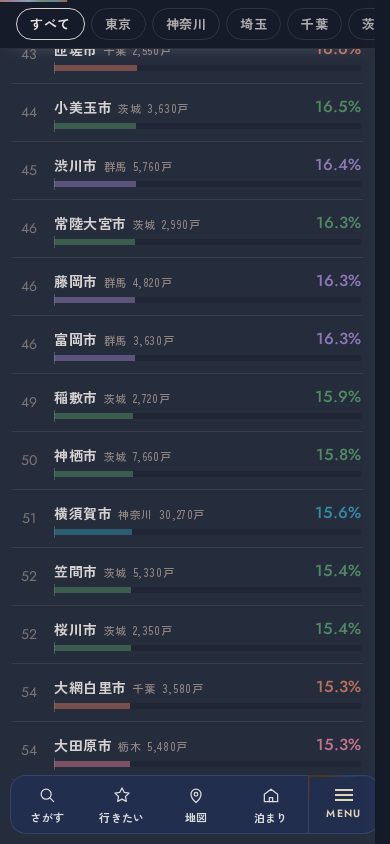 すべて 東京 神奈川 埼玉 千葉 茨
43 匝瑳市 千葉 2,550戸 16.6%
44 小美玉市 茨城 3,630戸 16.5%
45 渋川市 群馬 5,760戸 16.4%
46 常陸大宮市 茨城 2,990戸 16.3%
46 藤岡市 群馬 4,820戸 16.3%
46 富岡市 群馬 3,630戸 16.3%
49 稲敷市 茨城 2,720戸 15.9%
50 神栖市 茨城 7,660戸 15.8%
51 横須賀市 神奈川 30,270戸 15.6%
52 笠間市 茨城 5,330戸 15.4%
52 桜川市 茨城 2,350戸 15.4%
54 大網白里市 千葉 3,580戸 15.3%
54 大田原市 栃木 5,480戸 15.3%
さがす 行きたい 地図 泊まり MENU